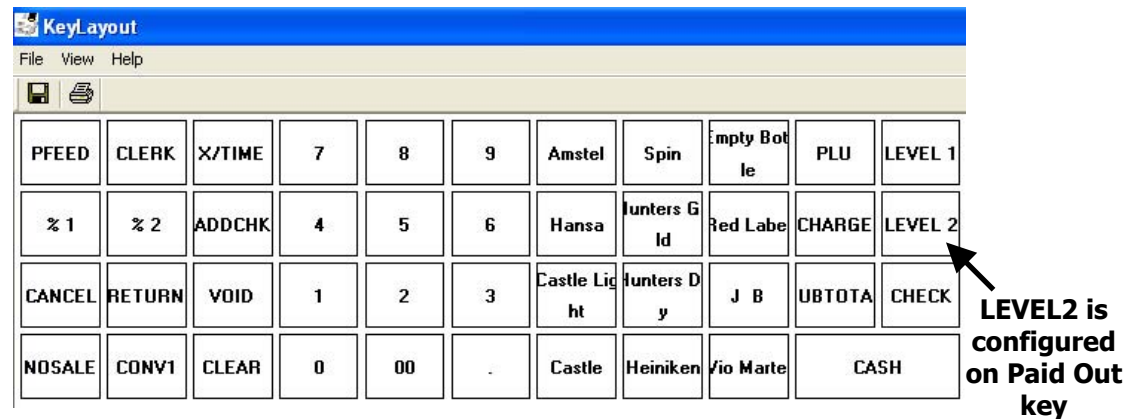 KeyLayout
File View Help
PFEED CLERK X/TIME 7 8 9 Amstel Spin Empty Bot
le PLU LEVEL 1
% 1 % 2 ADDCHK 4 5 6 Hansa Hunters G
ld Red Labe CHARGE LEVEL 2
CANCEL RETURN VOID 1 2 3 Castle Lig
ht Hunters D
y J B UBTOTA CHECK
NOSALE CONV1 CLEAR 0 00 . Castle Heiniken Vio Marte CASH
LEVEL2 is
configured
on Paid Out
key